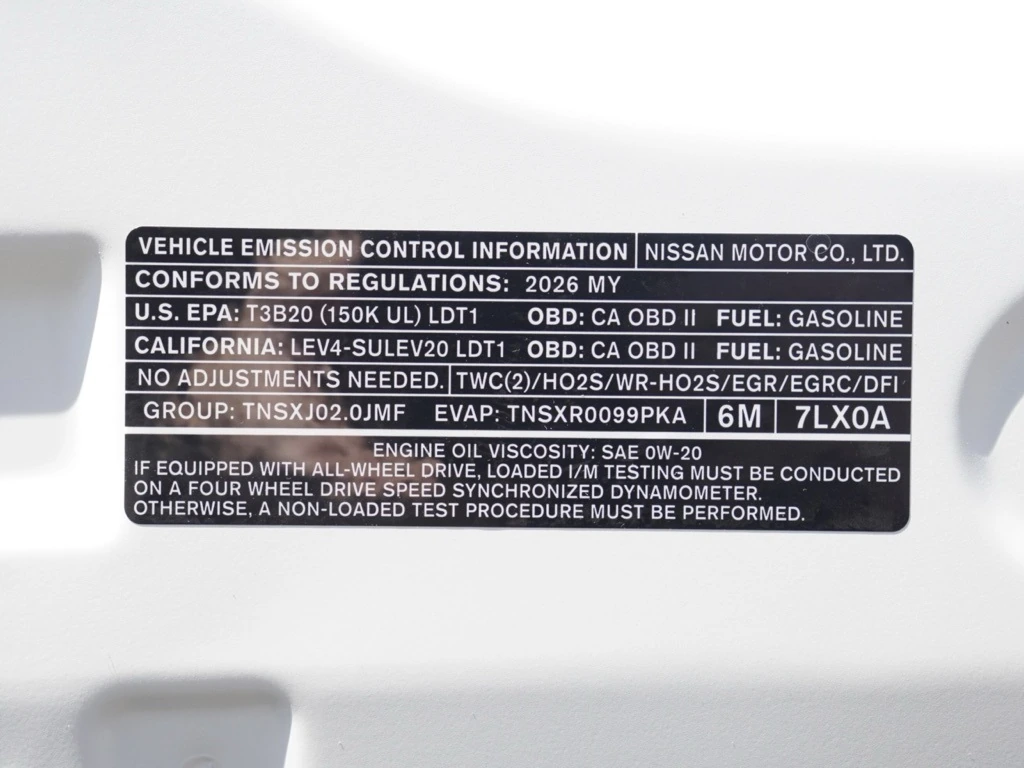 VEHICLE EMISSION CONTROL INFORMATION NISSAN MOTOR CO., LTD.
CONFORMS TO REGULATIONS: 2026 MY
U.S. EPA: T3B20 (150K UL) LDT1 OBD: CA OBD II FUEL: GASOLINE
CALIFORNIA: LEV4-SULEV20 LDT1 OBD: CA OBD II FUEL: GASOLINE
NO ADJUSTMENTS NEEDED. TWC(2)/HO2S/WR-HO2S/EGR/EGRC/DFI
GROUP: TNSXJ02.0JMF EVAP: TNSXR0099PKA 6M 7LX0A
ENGINE OIL VISCOSITY: SAE 0W-20
IF EQUIPPED WITH ALL-WHEEL DRIVE, LOADED I/M TESTING MUST BE CONDUCTED
ON A FOUR WHEEL DRIVE SPEED SYNCHRONIZED DYNAMOMETER.
OTHERWISE, A NON-LOADED TEST PROCEDURE MUST BE PERFORMED.